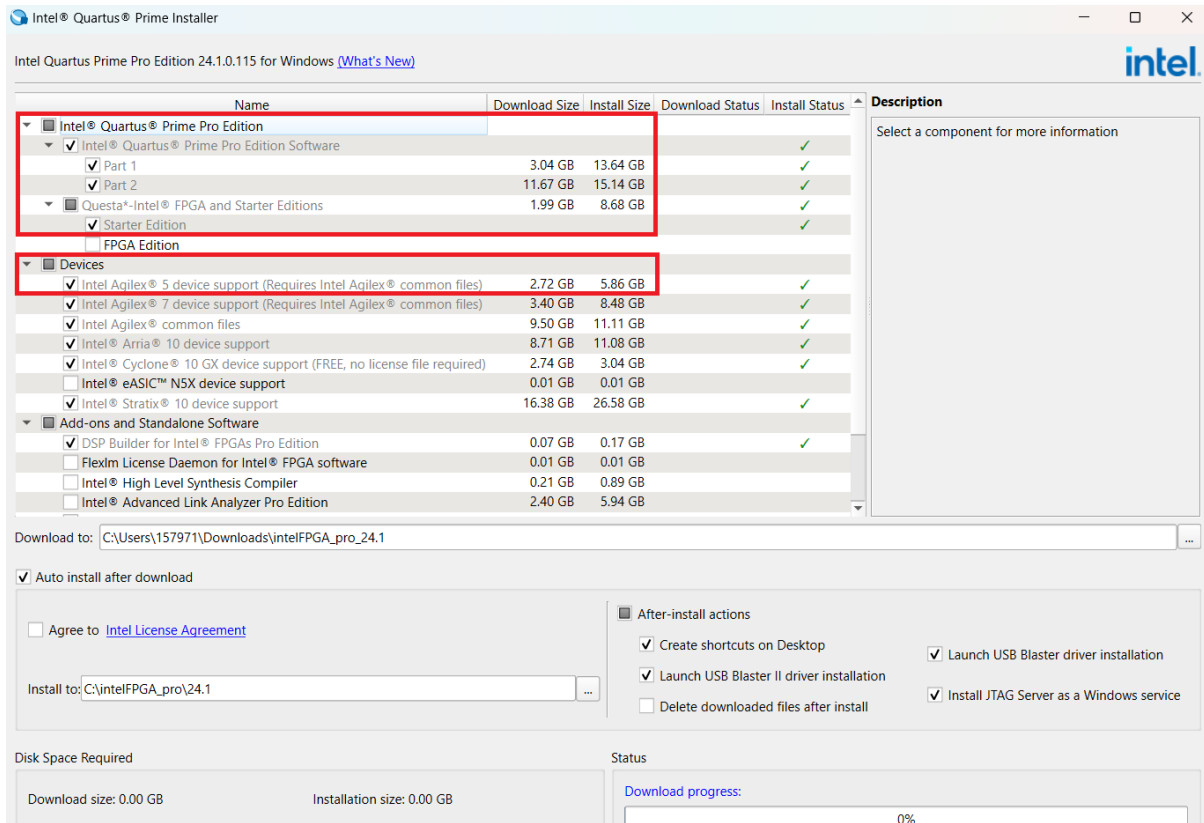 Intel® Quartus® Prime Installer
Intel Quartus Prime Pro Edition 24.1.0.115 for Windows (What's New)
intel.
Name Download Size Install Size Download Status Install Status
Intel® Quartus® Prime Pro Edition
Intel® Quartus® Prime Pro Edition Software ✓
Part 1 3.04 GB 13.64 GB ✓
Part 2 11.67 GB 15.14 GB ✓
Questa*-Intel® FPGA and Starter Editions 1.99 GB 8.68 GB ✓
Starter Edition ✓
FPGA Edition
Devices
Intel Agilex® 5 device support (Requires Intel Agilex® common files) 2.72 GB 5.86 GB ✓
Intel Agilex® 7 device support (Requires Intel Agilex® common files) 3.40 GB 8.48 GB ✓
Intel Agilex® common files 9.50 GB 11.11 GB ✓
Intel® Arria® 10 device support 8.71 GB 11.08 GB ✓
Intel® Cyclone® 10 GX device support (FREE, no license file required) 2.74 GB 3.04 GB ✓
Intel® eASIC™ N5X device support 0.01 GB 0.01 GB
Intel® Stratix® 10 device support 16.38 GB 26.58 GB ✓
Add-ons and Standalone Software
DSP Builder for Intel® FPGAs Pro Edition 0.07 GB 0.17 GB ✓
Flexlm License Daemon for Intel® FPGA software 0.01 GB 0.01 GB
Intel® High Level Synthesis Compiler 0.21 GB 0.89 GB
Intel® Advanced Link Analyzer Pro Edition 2.40 GB 5.94 GB
Description
Select a component for more information
Download to: C:\Users\157971\Downloads\intelFPGA_pro_24.1 ...
Auto install after download
Agree to Intel License Agreement
Install to: C:\intelFPGA_pro\24.1 ...
After-install actions
Create shortcuts on Desktop
Launch USB Blaster II driver installation
Delete downloaded files after install
Launch USB Blaster driver installation
Install JTAG Server as a Windows service
Disk Space Required
Download size: 0.00 GB Installation size: 0.00 GB
Status
Download progress:
0%